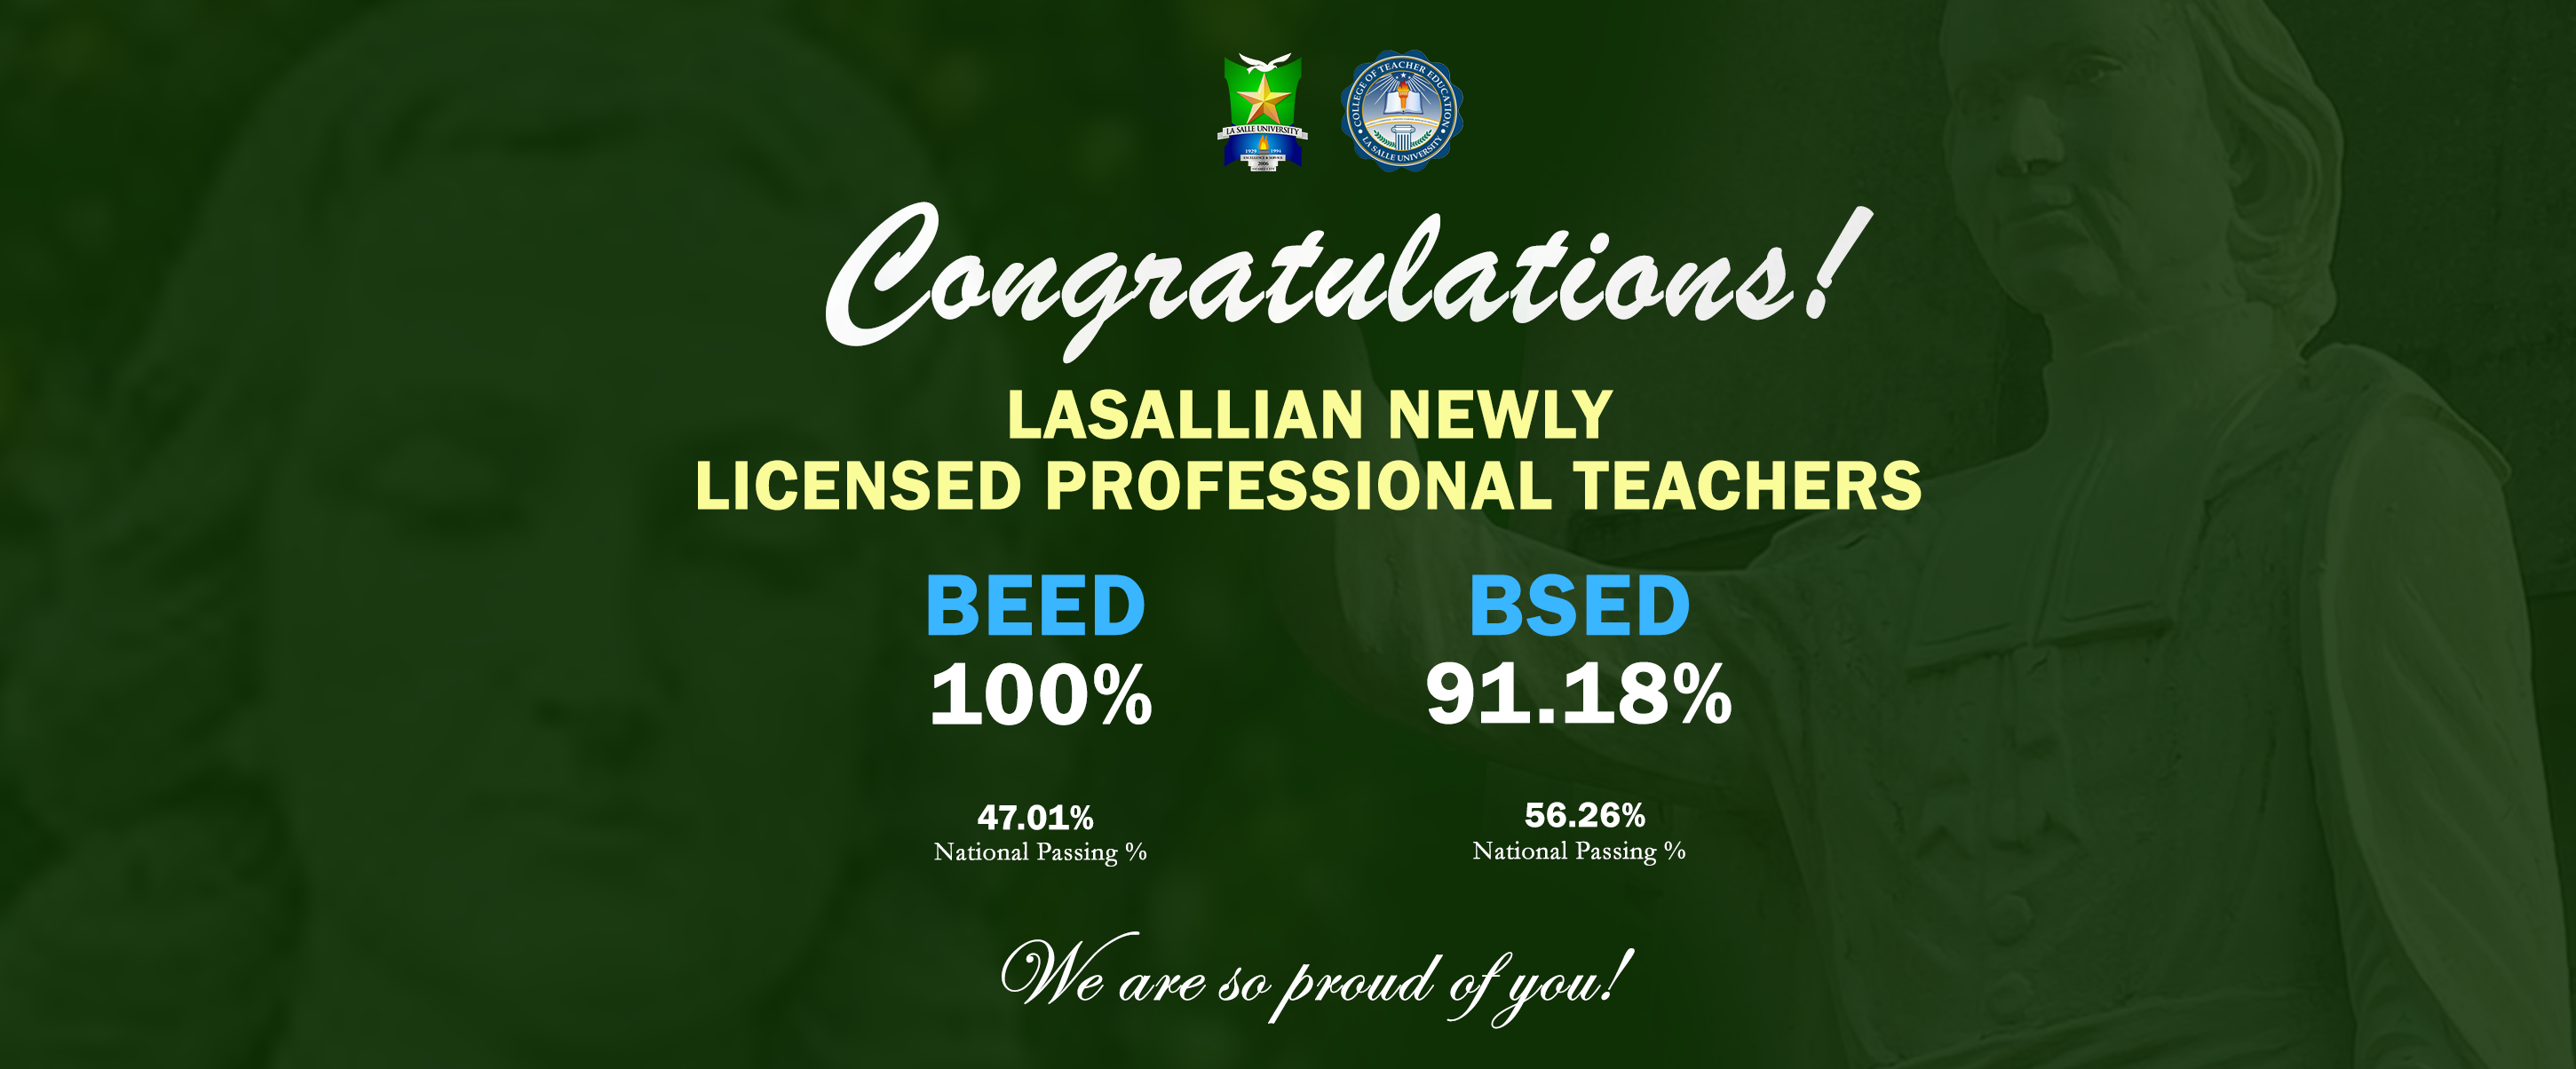 LA SALLE UNIVERSITY
1929 1994
EXCELLENCE & SERVICE
2006
COLLEGE OF TEACHER EDUCATION
LA SALLE UNIVERSITY
Congratulations!
LASALLIAN NEWLY
LICENSED PROFESSIONAL TEACHERS
BEED BSED
100% 91.18%
47.01% 56.26%
National Passing % National Passing %
We are so proud of you!